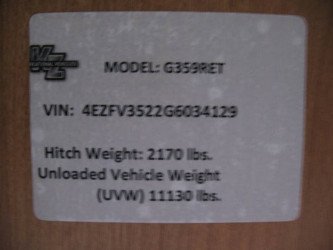 MODEL: G359RET
VIN: 4EZFV3522G6034129
Hitch Weight: 2170 lbs.
Unloaded Vehicle Weight
(UVW) 11130 lbs.